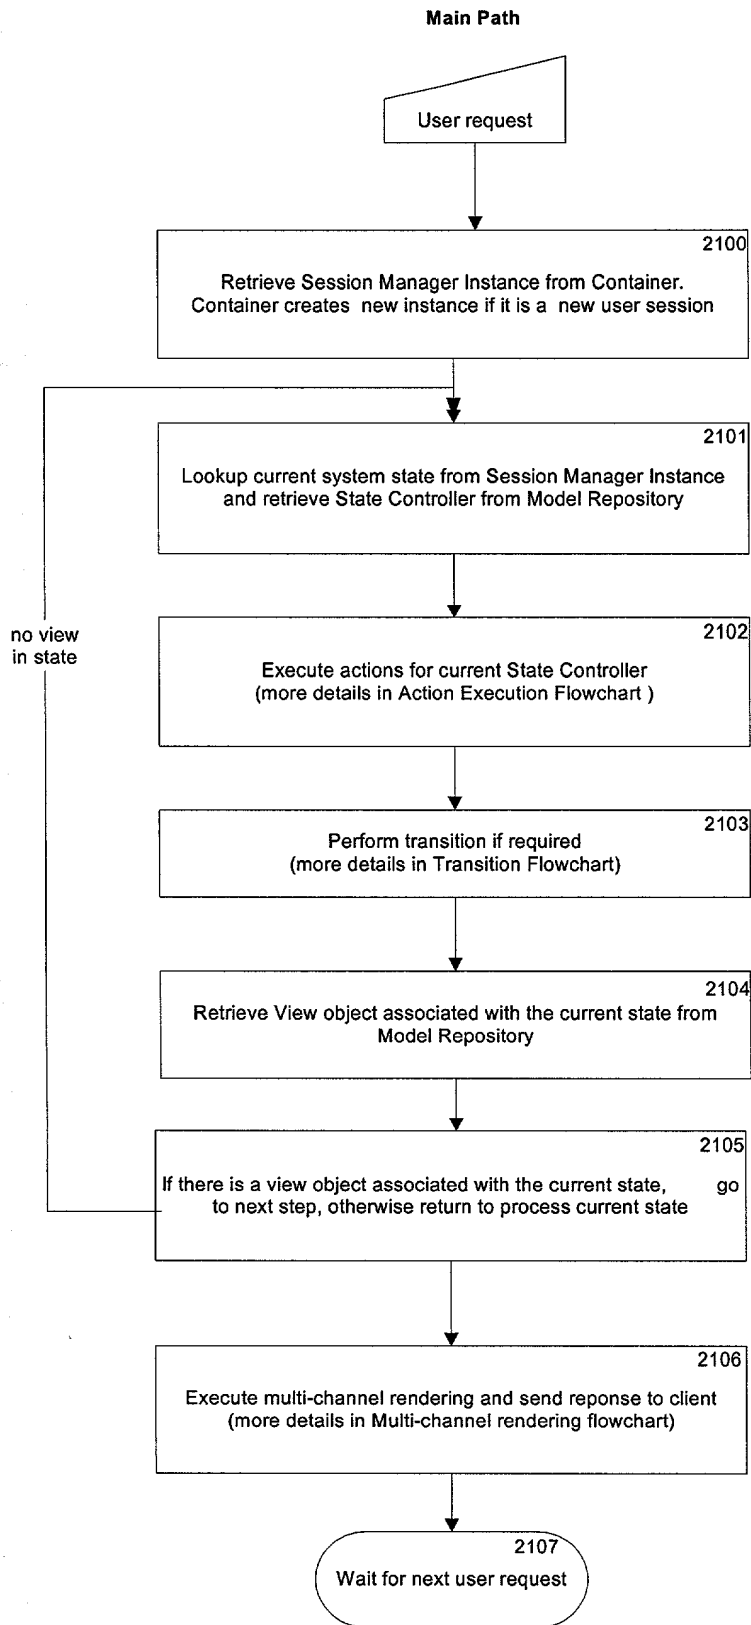 Main Path
User request
2100
Retrieve Session Manager Instance from Container.
Container creates new instance if it is a new user session
2101
Lookup current system state from Session Manager Instance
and retrieve State Controller from Model Repository
no view
in state
2102
Execute actions for current State Controller
(more details in Action Execution Flowchart )
2103
Perform transition if required
(more details in Transition Flowchart)
2104
Retrieve View object associated with the current state from
Model Repository
2105
If there is a view object associated with the current state, go
to next step, otherwise return to process current state
2106
Execute multi-channel rendering and send reponse to client
(more details in Multi-channel rendering flowchart)
2107
Wait for next user request